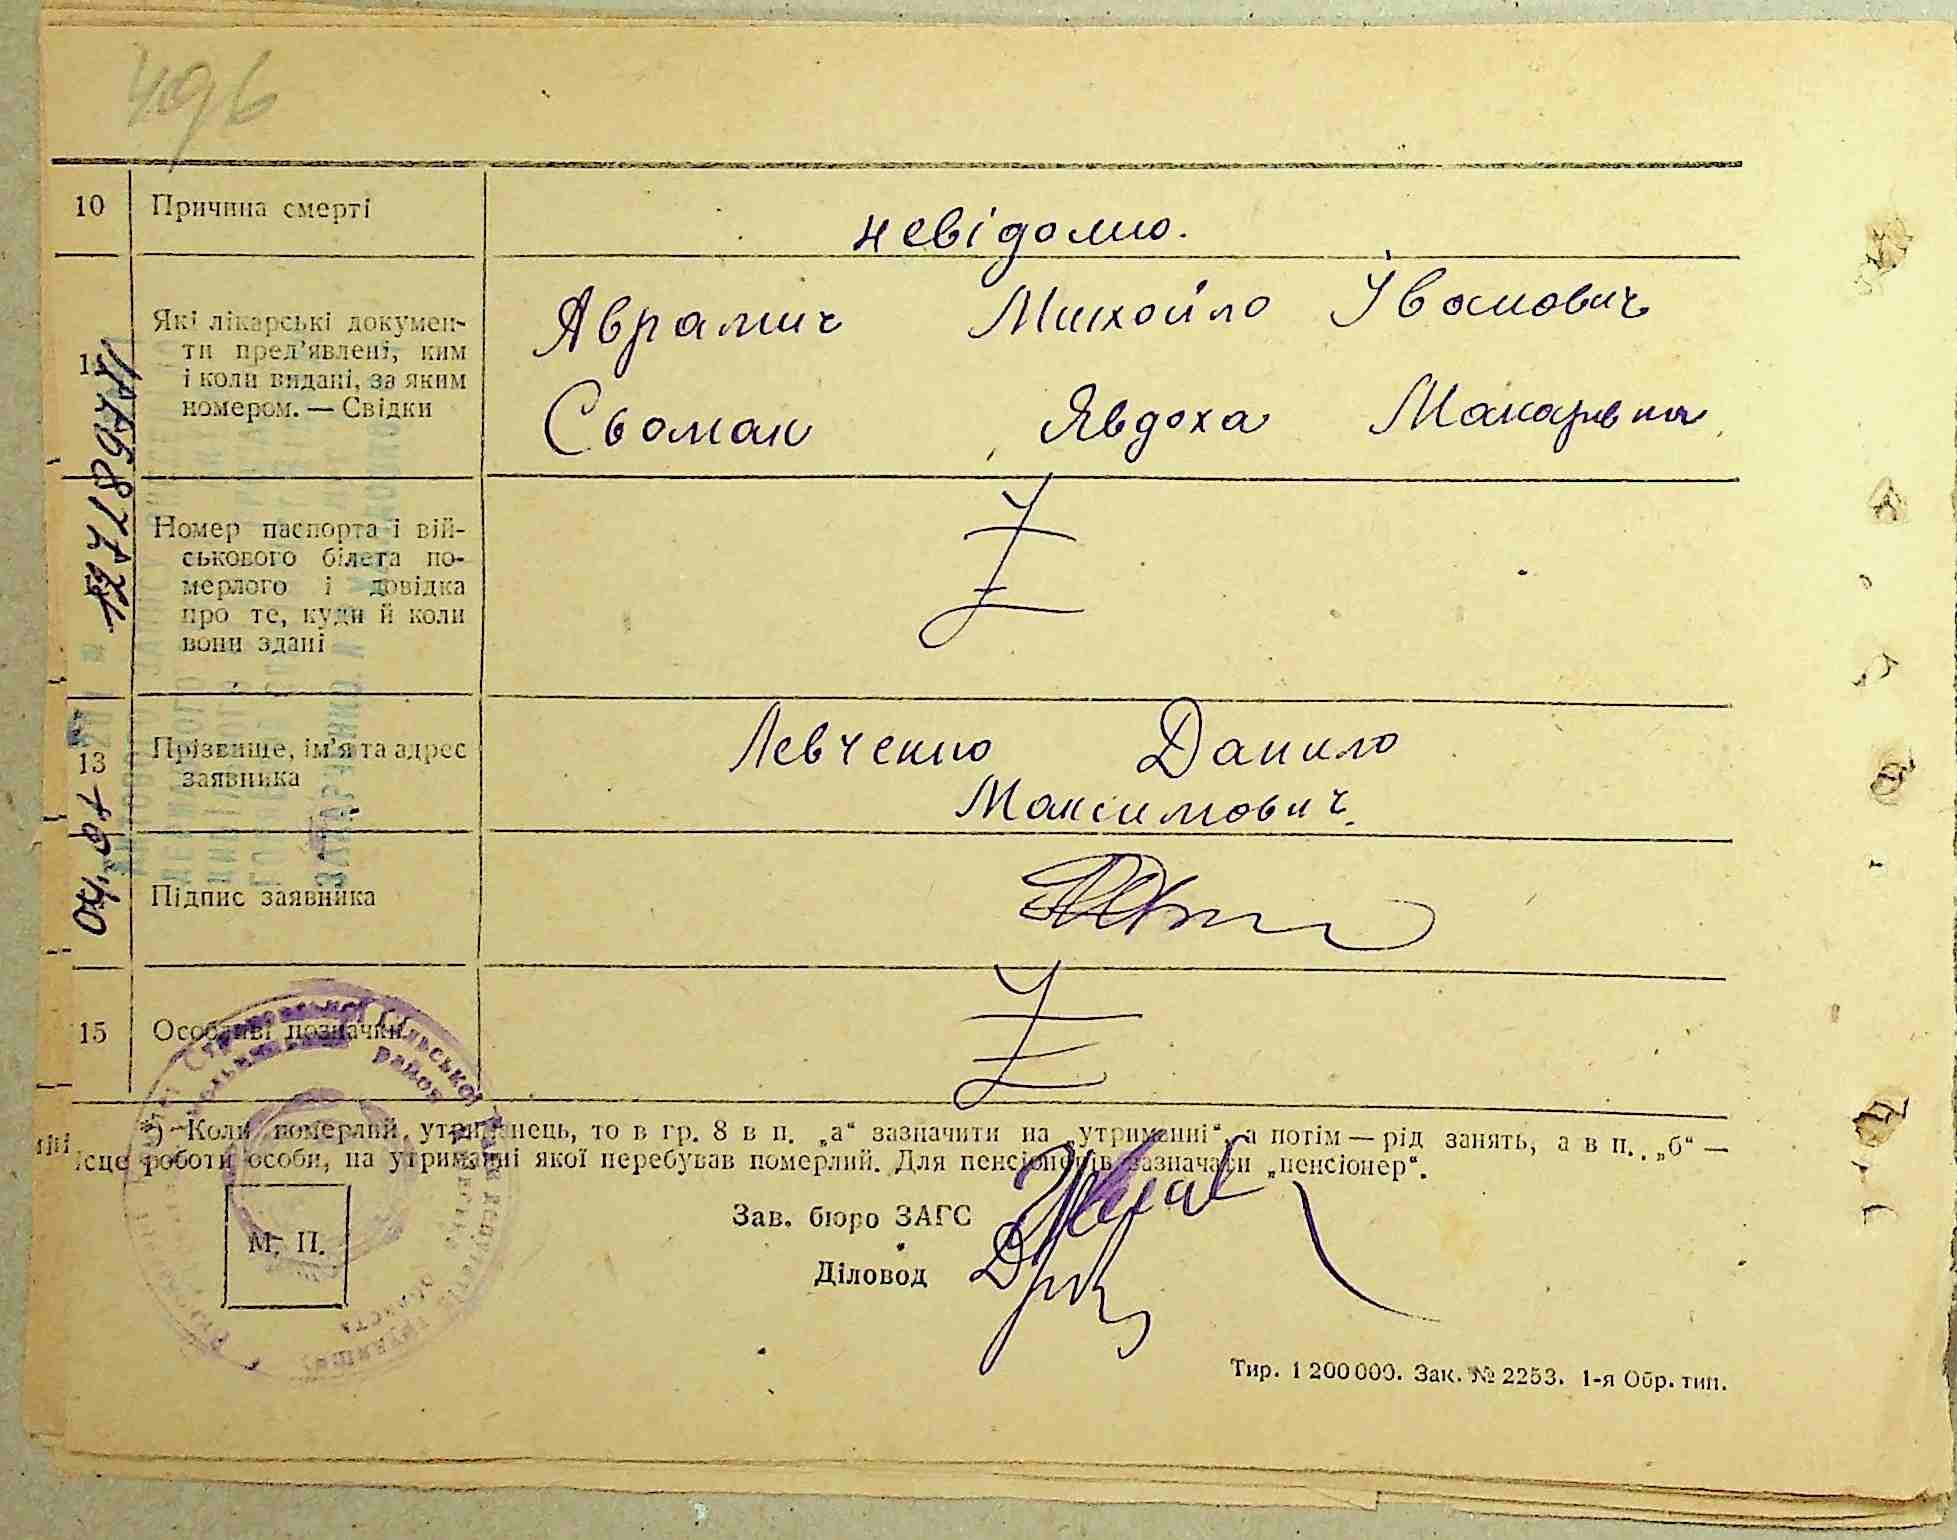 496
10 Причина смерті
невідомо.
Які лікарські докумен-
ти пред’явлені, ким
і коли видані, за яким
номером. — Свідки
Аврамич Михойло Івонович
Сьомак Явдоха Макарівна
Номер паспорта і вій-
ськового білета по-
мерлого і довідка
про те, куди й коли
вони здані
Z
13 Прізвище, ім’я та адрес
заявника
Левченко Данило
Максимович.
Підпис заявника
15 Особливі позначки
Z
*) Коли померлий, утриманець, то в гр. 8 в п. „а“ зазначити на „утриманні“, а потім — рід занять, а в п. „б“ —
ісце роботи особи, на утриманні якої перебував померлий. Для пенсіонерів зазначати „пенсіонер“.
М. П.
Зав. бюро ЗАГС
Діловод
Тир. 1 200 000. Зак. № 2253. 1-я Обр. тип.